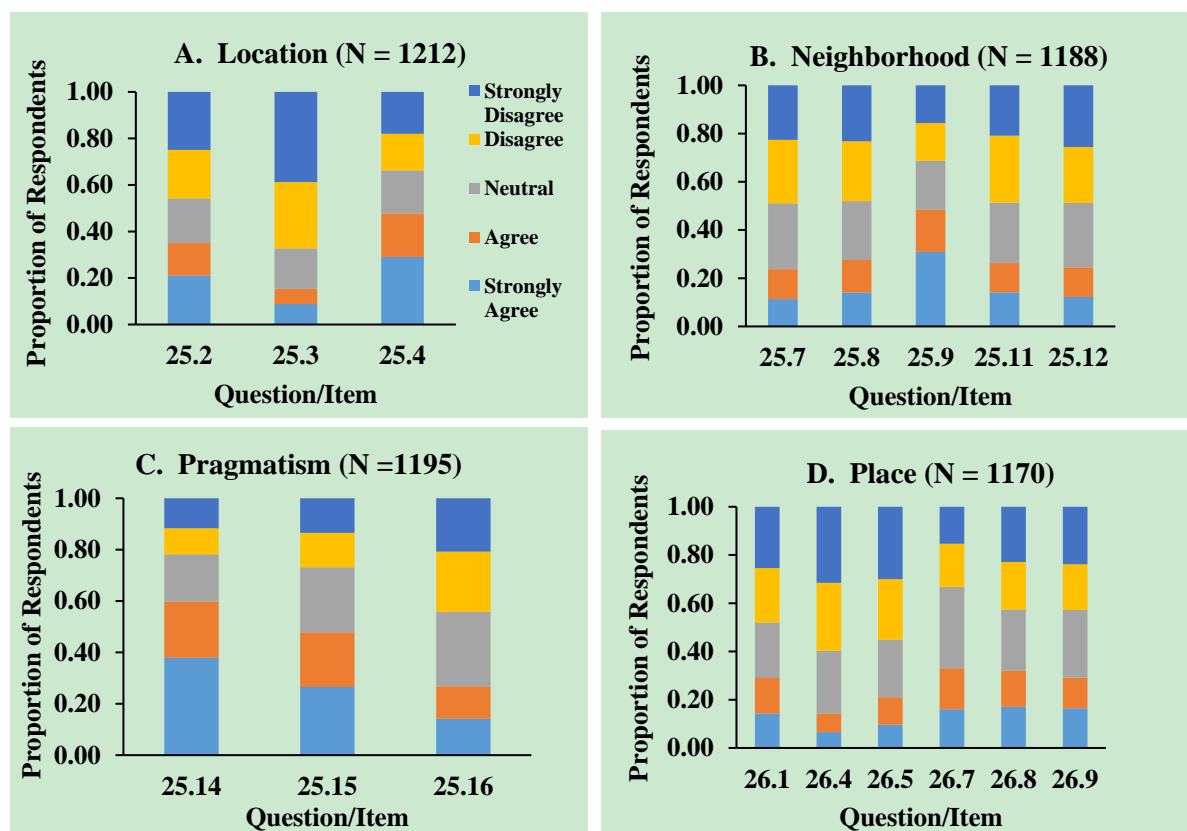 A. Location (N = 1212)
Proportion of Respondents
1.00
0.80
0.60
0.40
0.20
0.00
25.2 25.3 25.4
Question/Item
Strongly
Disagree
Disagree
Neutral
Agree
Strongly
Agree
B. Neighborhood (N = 1188)
Proportion of Respondents
1.00
0.80
0.60
0.40
0.20
0.00
25.7 25.8 25.9 25.11 25.12
Question/Item
C. Pragmatism (N =1195)
Proportion of Respondents
1.00
0.80
0.60
0.40
0.20
0.00
25.14 25.15 25.16
Question/Item
D. Place (N = 1170)
Proportion of Respondents
1.00
0.80
0.60
0.40
0.20
0.00
26.1 26.4 26.5 26.7 26.8 26.9
Question/Item